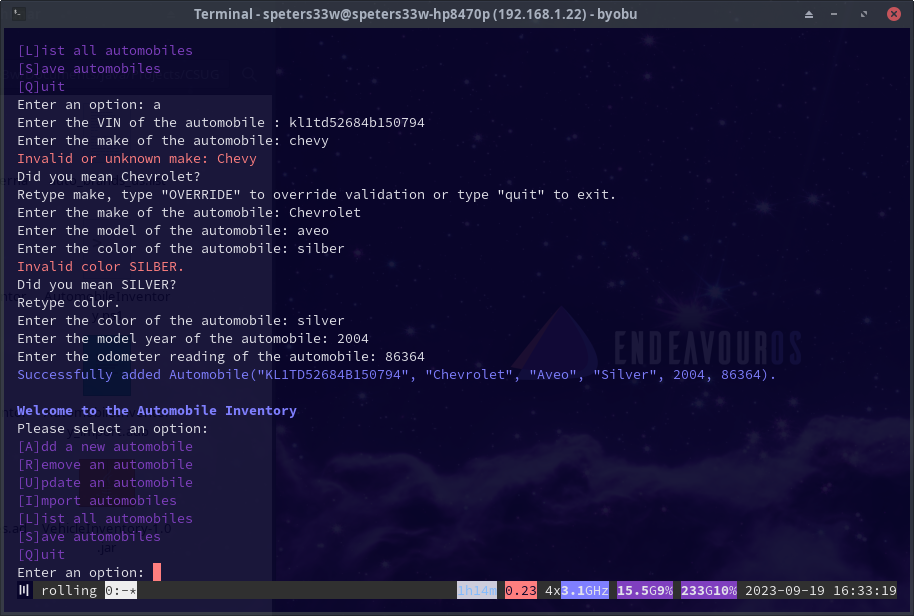 Terminal - speters33w@speters33w-hp8470p (192.168.1.22) - byobu
[L]ist all automobiles
[S]ave automobiles
[Q]uit
Enter an option: a
Enter the VIN of the automobile : kl1td52684b150794
Enter the make of the automobile: chevy
Invalid or unknown make: Chevy
Did you mean Chevrolet?
Retype make, type "OVERRIDE" to override validation or type "quit" to exit.
Enter the make of the automobile: Chevrolet
Enter the model of the automobile: aveo
Enter the color of the automobile: silber
Invalid color SILBER.
Did you mean SILVER?
Retype color.
Enter the color of the automobile: silver
Enter the model year of the automobile: 2004
Enter the odometer reading of the automobile: 86364
Successfully added Automobile("KL1TD52684B150794", "Chevrolet", "Aveo", "Silver", 2004, 86364).
ENDEAVOUROS
Welcome to the Automobile Inventory
Please select an option:
[A]dd a new automobile
[R]emove an automobile
[U]pdate an automobile
[I]mport automobiles
[L]ist all automobiles
[S]ave automobiles
[Q]uit
.jar
Enter an option:
rolling 0:-* 1h14m 0.23 4x3.1GHz 15.5G9% 233G10% 2023-09-19 16:33:19